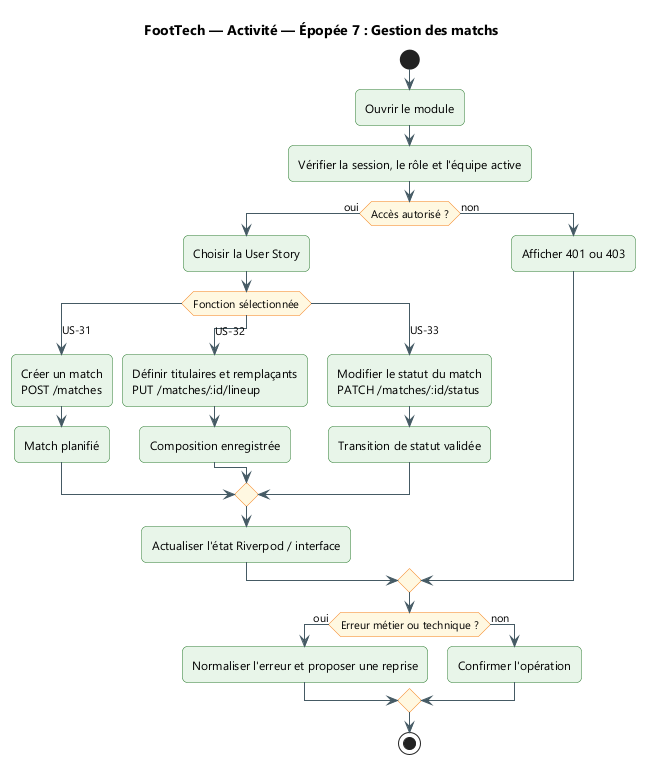 FootTech — Activité — Épopée 7 : Gestion des matchs
Ouvrir le module
Vérifier la session, le rôle et l'équipe active
Accès autorisé ?
oui
non
Choisir la User Story
Afficher 401 ou 403
Fonction sélectionnée
US-31
US-32
US-33
Créer un match
POST /matches
Définir titulaires et remplaçants
PUT /matches/:id/lineup
Modifier le statut du match
PATCH /matches/:id/status
Match planifié
Composition enregistrée
Transition de statut validée
Actualiser l'état Riverpod / interface
Erreur métier ou technique ?
oui
non
Normaliser l'erreur et proposer une reprise
Confirmer l'opération